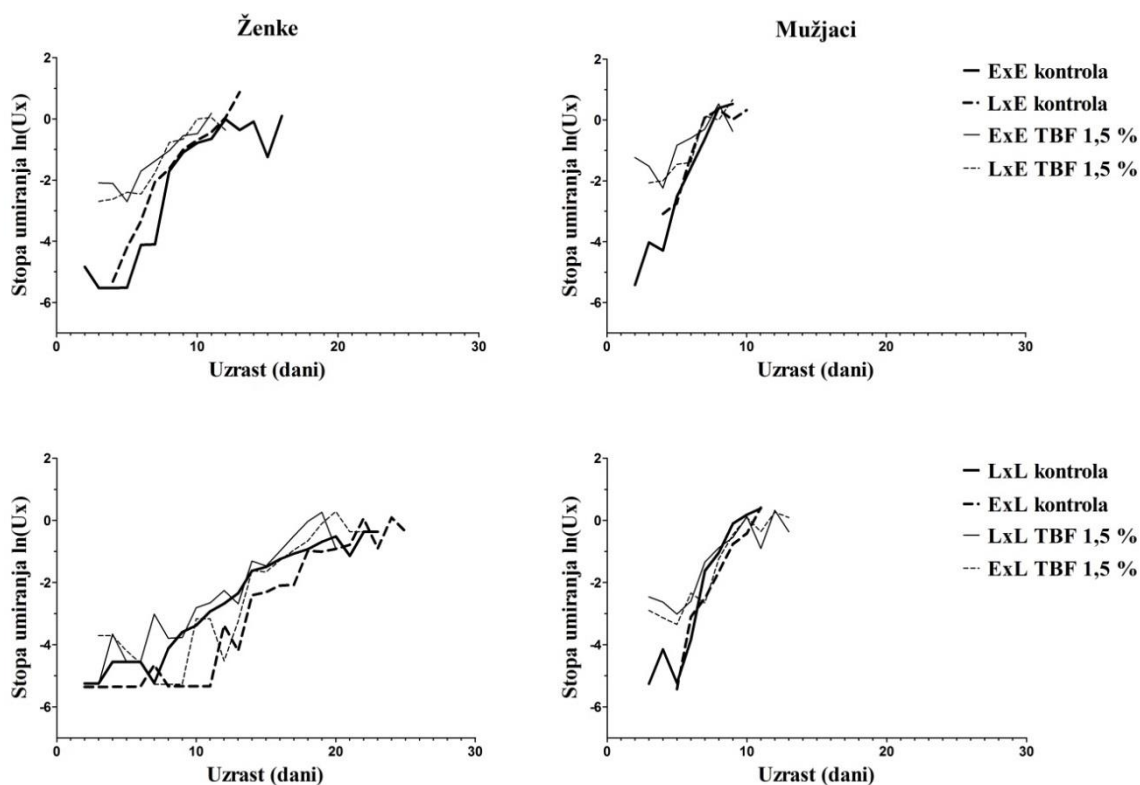 Ženke
Mužjaci
Stopa umiranja ln(Ux)
2
0
-2
-4
-6
0
10
20
30
Uzrast (dani)
Stopa umiranja ln(Ux)
2
0
-2
-4
-6
0
10
20
30
Uzrast (dani)
ExE kontrola
LxE kontrola
ExE TBF 1,5 %
LxE TBF 1,5 %
Stopa umiranja ln(Ux)
2
0
-2
-4
-6
0
10
20
30
Uzrast (dani)
Stopa umiranja ln(Ux)
2
0
-2
-4
-6
0
10
20
30
Uzrast (dani)
LxL kontrola
ExL kontrola
LxL TBF 1,5 %
ExL TBF 1,5 %